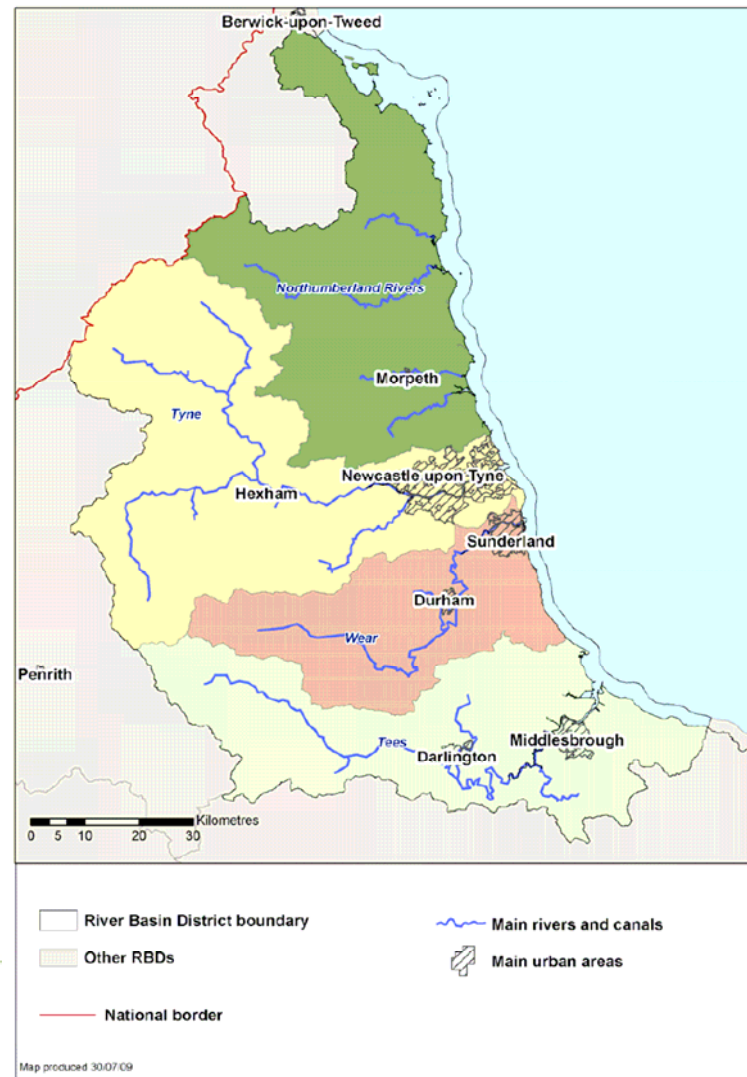 Berwick-upon-Tweed
Northumberland Rivers
Morpeth
Tyne
Newcastle upon Tyne
Hexham
Sunderland
Durham
Wear
Penrith
Tees
Darlington
Middlesbrough
Kilometres
0 5 10 20 30
River Basin District boundary
Main rivers and canals
Other RBDs
Main urban areas
National border
Map produced 30/07/09